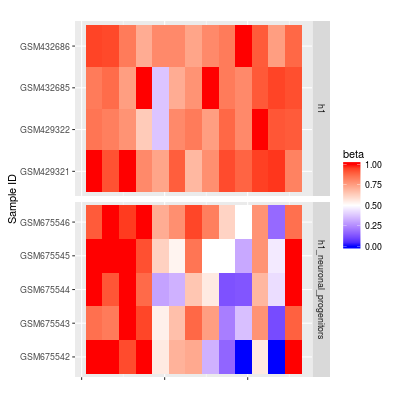 GSM432686
GSM432685
GSM429322
GSM429321
h1
GSM675546
GSM675545
GSM675544
GSM675543
GSM675542
h1_neuronal_progenitors
Sample ID
beta
1.00
0.75
0.50
0.25
0.00